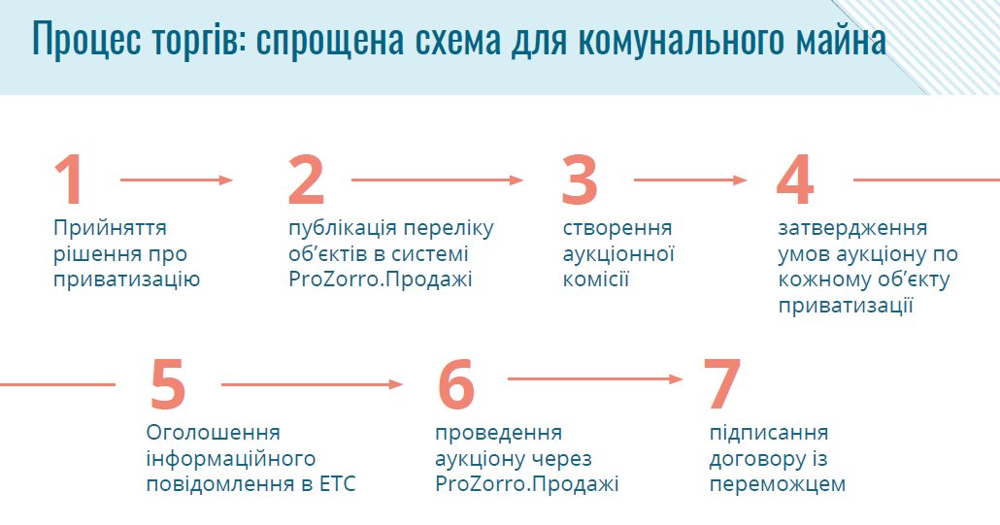 Процес торгів: спрощена схема для комунального майна
1
Прийняття
рішення про
приватизацію
2
публікація переліку
об’єктів в системі
ProZorro.Продажі
3
створення
аукціонної
комісії
4
затвердження
умов аукціону по
кожному об’єкту
приватизації
5
Оголошення
інформаційного
повідомлення в ЕТС
6
проведення
аукціону через
ProZorro.Продажі
7
підписання
договору із
переможцем